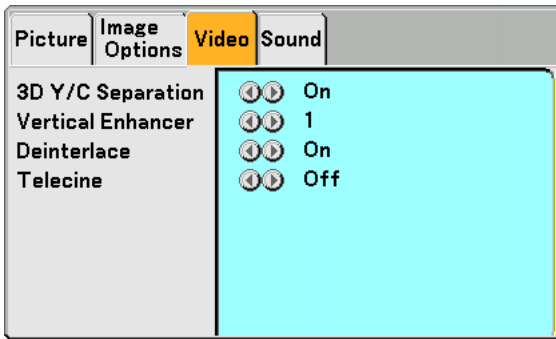 Picture Image Options Video Sound
3D Y/C Separation On
Vertical Enhancer 1
Deinterlace On
Telecine Off